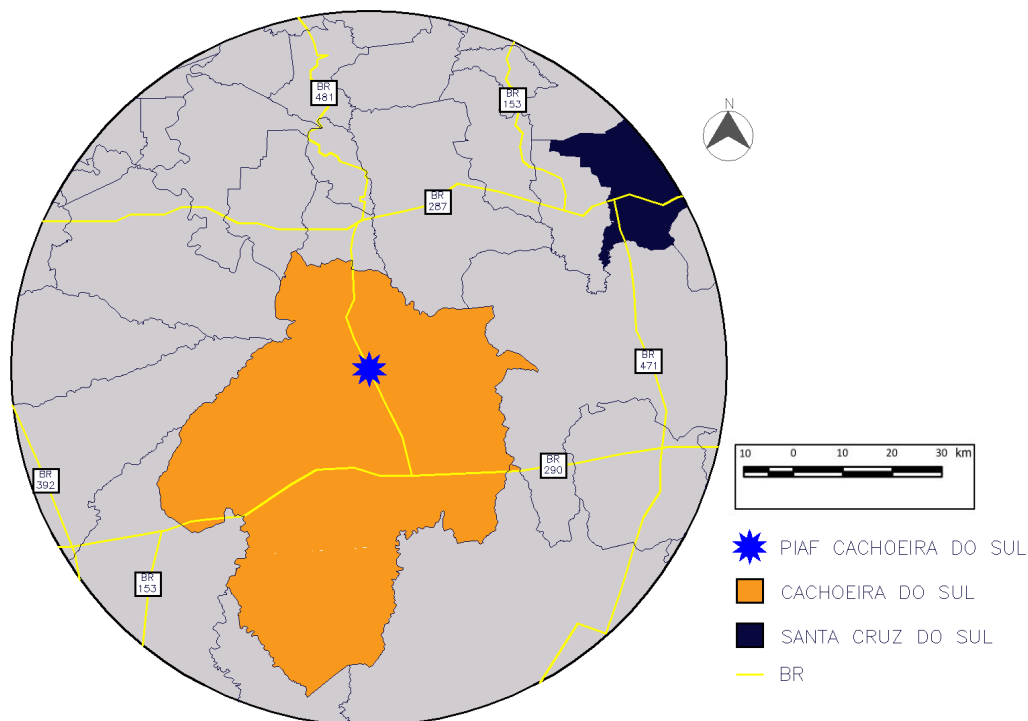 BR
481
BR
153
N
BR
287
BR
471
BR
392
BR
290
BR
153
10 0 10 20 30 km
PIAF CACHOEIRA DO SUL
CACHOEIRA DO SUL
SANTA CRUZ DO SUL
BR